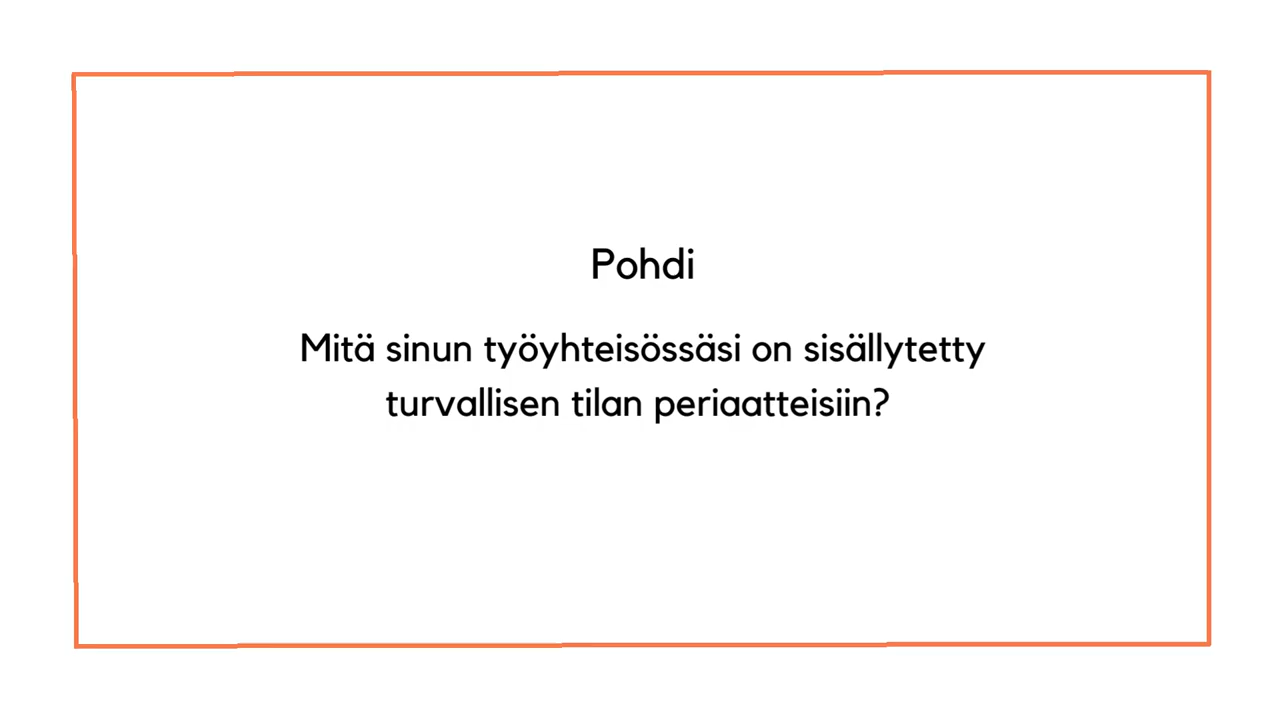 Pohdi
Mitä sinun työyhteisössäsi on sisällytetty
turvallisen tilan periaatteisiin?